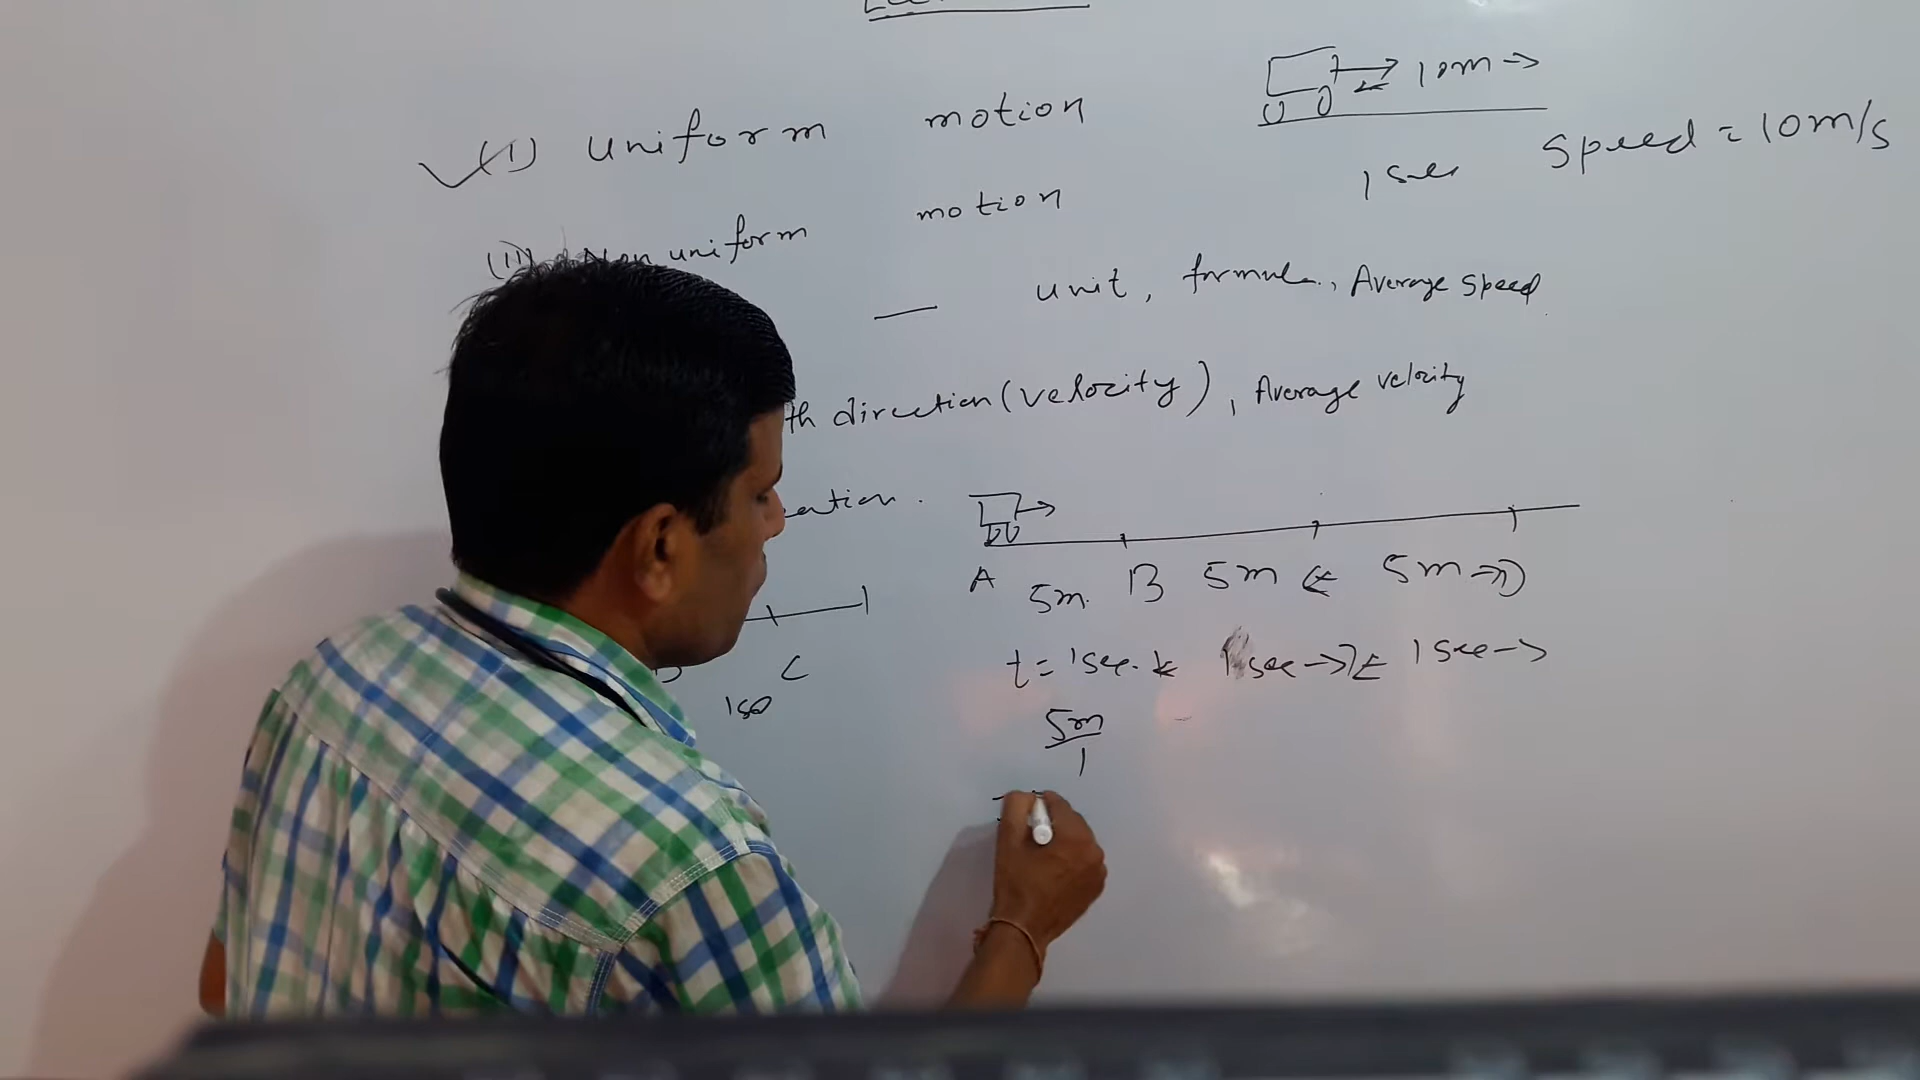 10m →
(i) uniform motion
1 sec speed = 10m/s
(ii) Non uniform motion
unit, formula, Average speed
th direction (velocity), Average velocity
A 5m. B 5m 5m → D
t = 1sec. 1sec → 1sec →
C
5m
1